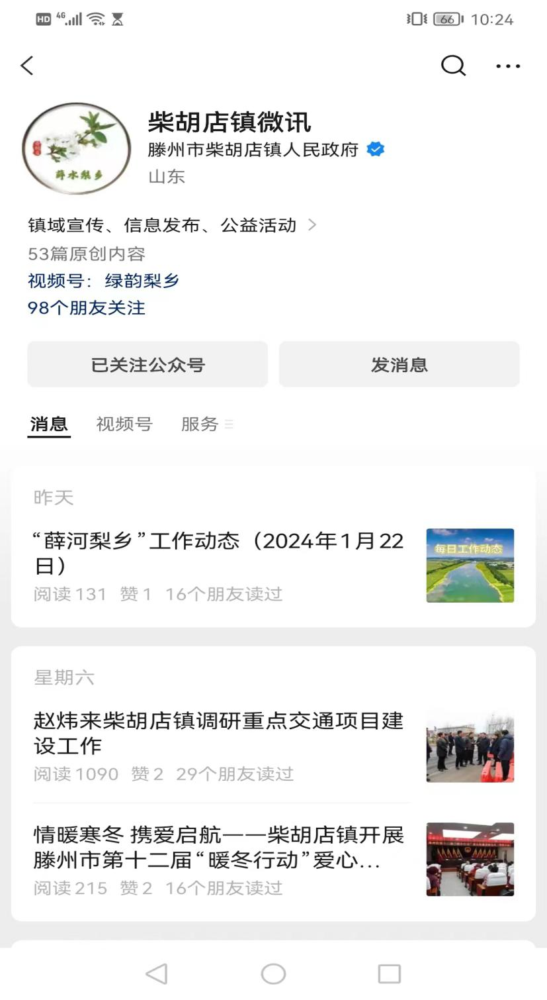 HD 4G 66 10:24
薛水梨乡
柴胡店镇微讯
滕州市柴胡店镇人民政府
山东
镇域宣传、信息发布、公益活动
53篇原创内容
视频号：绿韵梨乡
98个朋友关注
已关注公众号 发消息
消息 视频号 服务
昨天
“薛河梨乡”工作动态（2024年1月22
日）
每日工作动态
阅读 131 赞 1 16个朋友读过
星期六
赵炜来柴胡店镇调研重点交通项目建
设工作
阅读 1090 赞 2 29个朋友读过
情暖寒冬 携爱启航——柴胡店镇开展
滕州市第十二届“暖冬行动”爱心...
阅读 215 赞 2 16个朋友读过